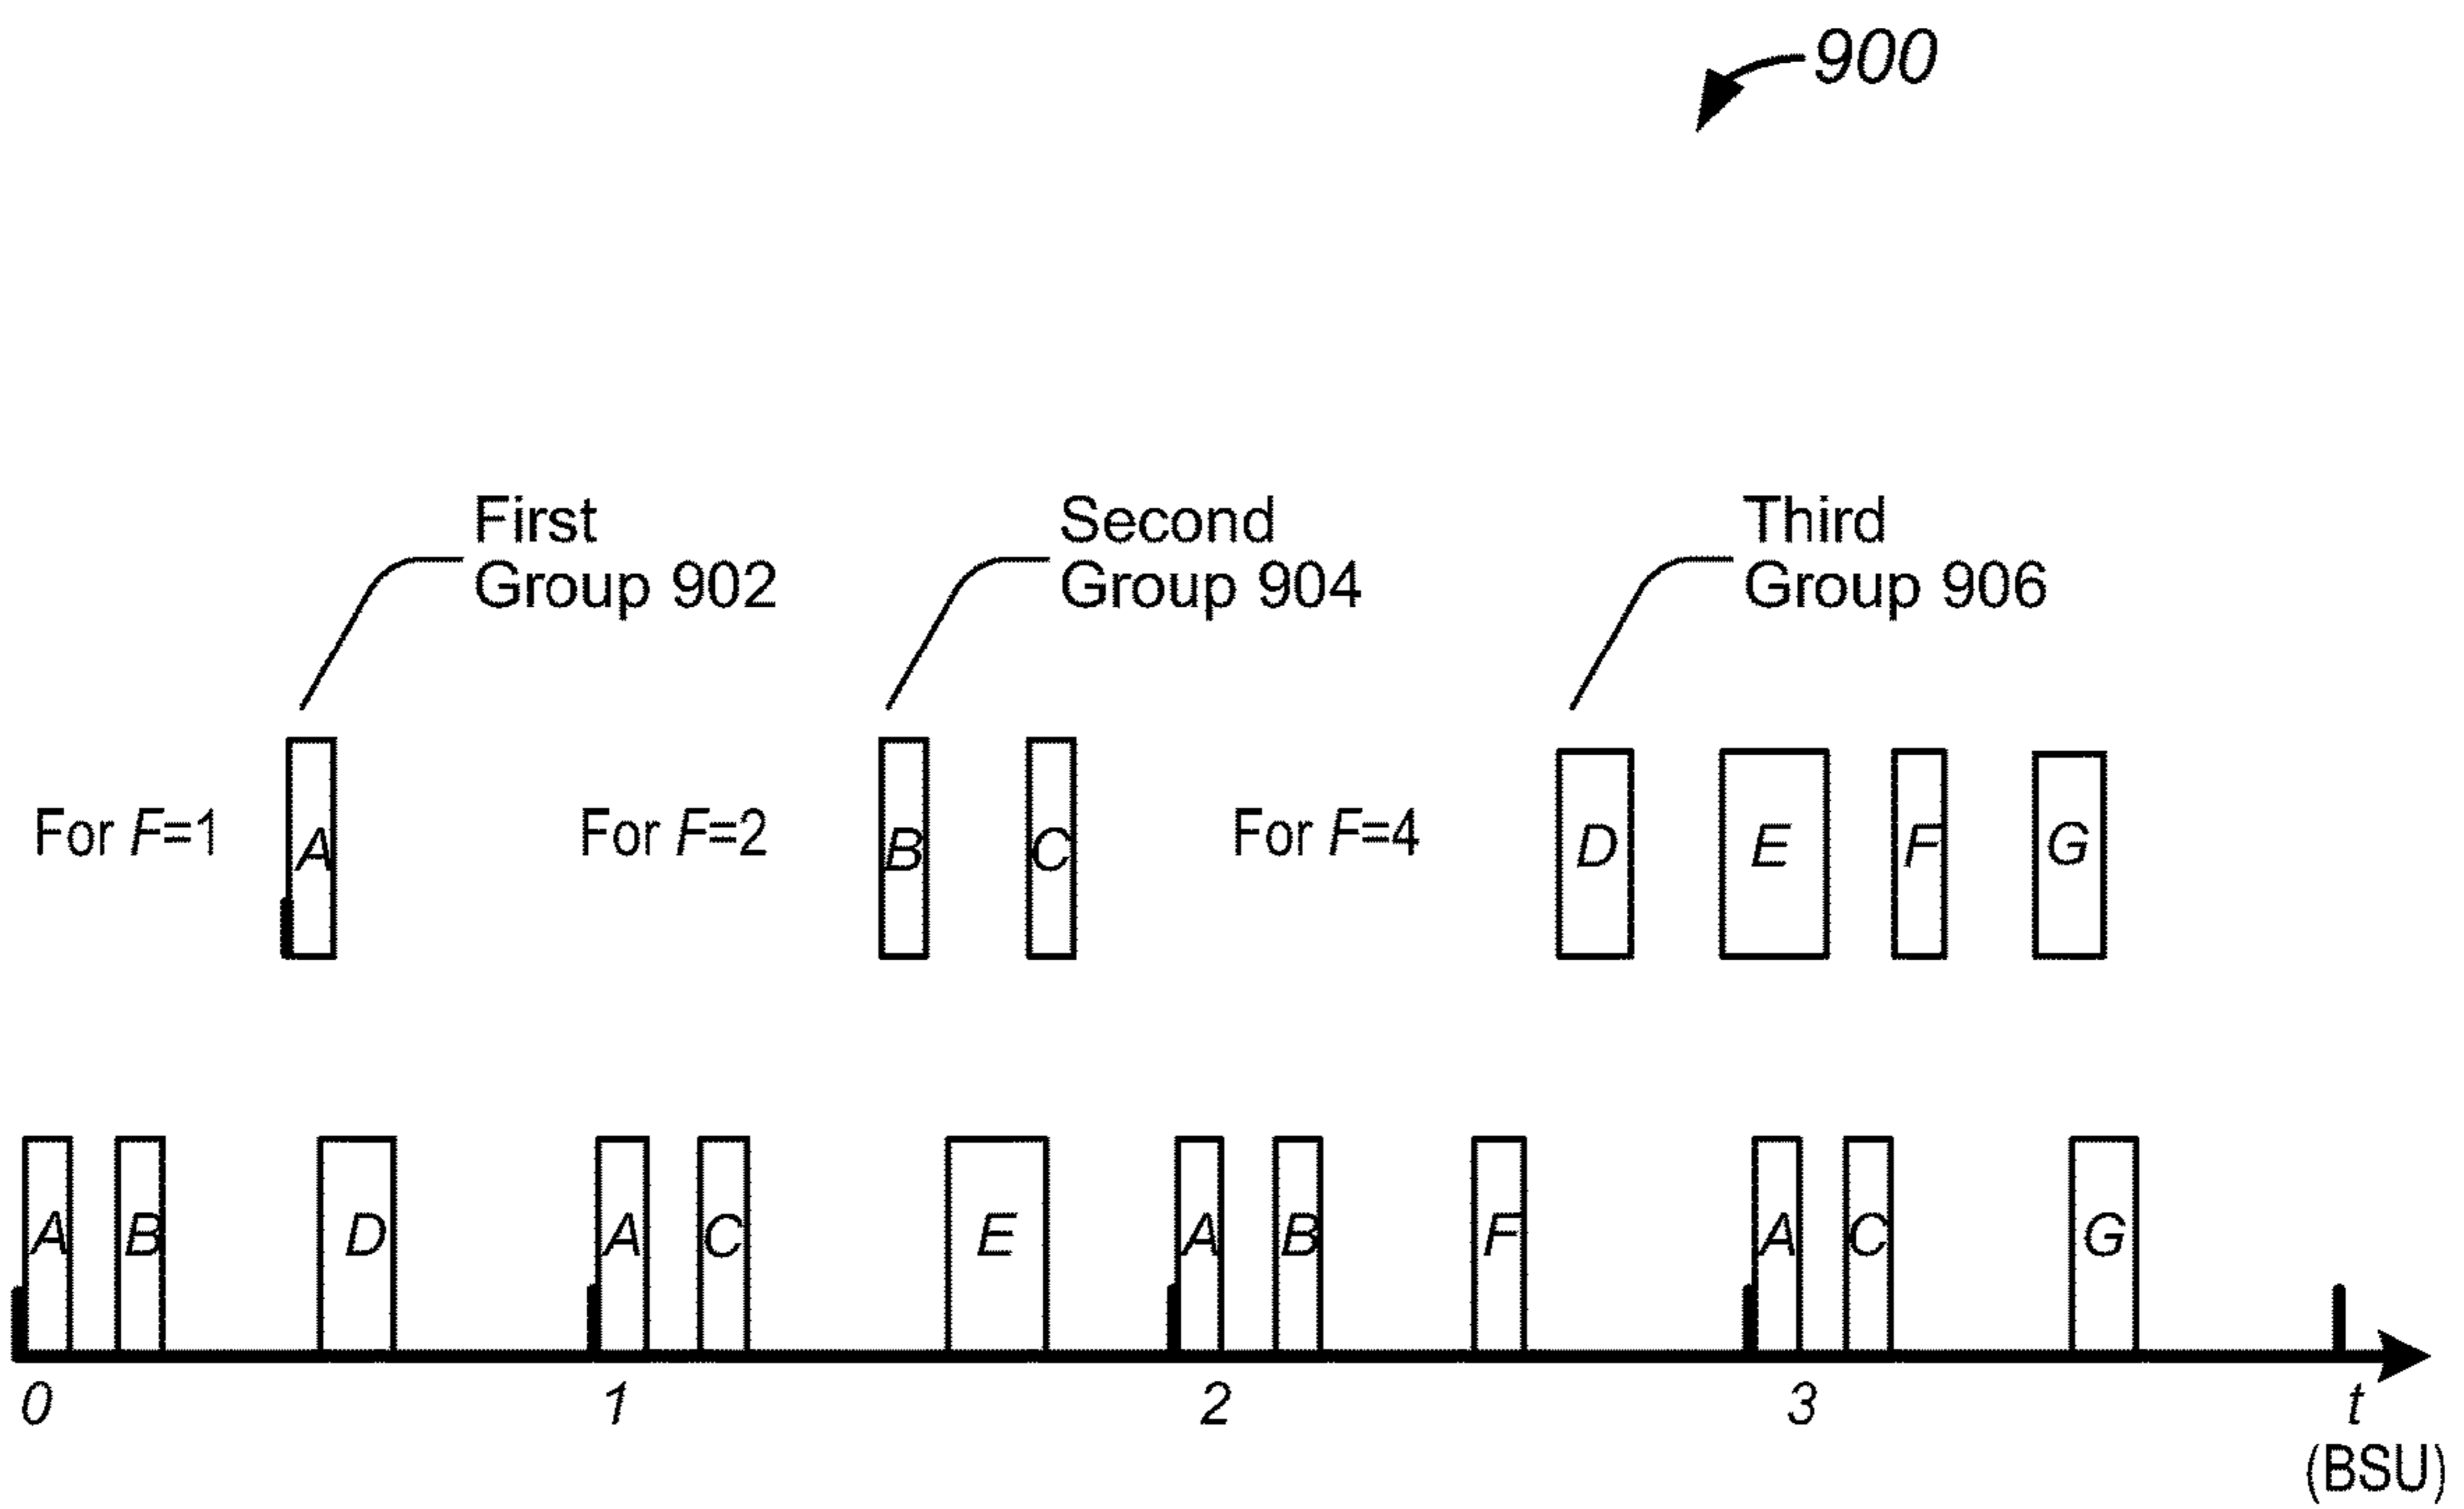 900
First
Group 902
Second
Group 904
Third
Group 906
For F=1
A
For F=2
B
C
For F=4
D
E
F
G
A
B
D
A
C
E
A
B
F
A
C
G
0
1
2
3
t
(BSU)